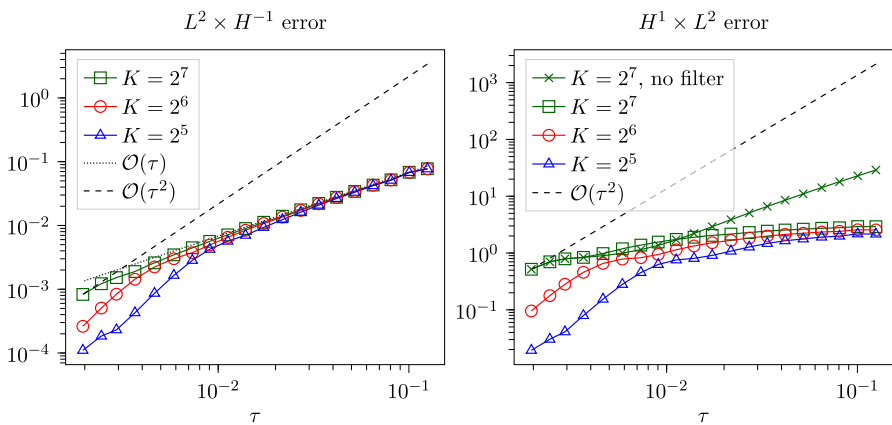 L² × H⁻¹ error
K = 2⁷
K = 2⁶
K = 2⁵
O(τ)
O(τ²)
10⁰
10⁻¹
10⁻²
10⁻³
10⁻⁴
10⁻² 10⁻¹
τ
H¹ × L² error
K = 2⁷, no filter
K = 2⁷
K = 2⁶
K = 2⁵
O(τ²)
10³
10²
10¹
10⁰
10⁻¹
10⁻² 10⁻¹
τ